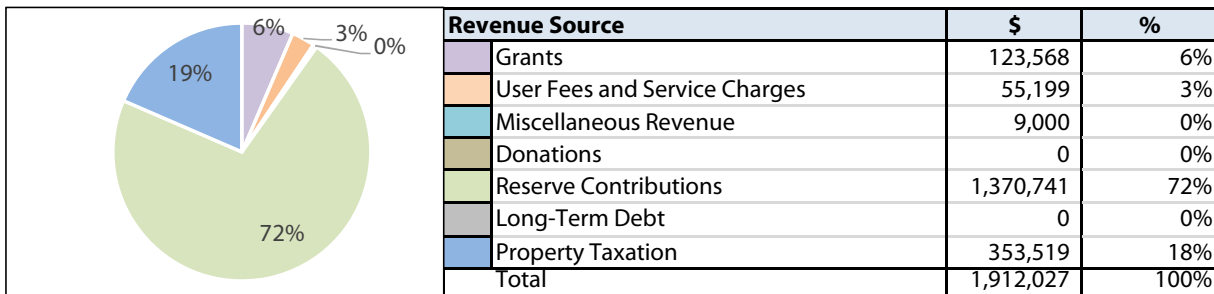 6%
3%
0%
19%
72%
Revenue Source $ %
Grants 123,568 6%
User Fees and Service Charges 55,199 3%
Miscellaneous Revenue 9,000 0%
Donations 0 0%
Reserve Contributions 1,370,741 72%
Long-Term Debt 0 0%
Property Taxation 353,519 18%
Total 1,912,027 100%